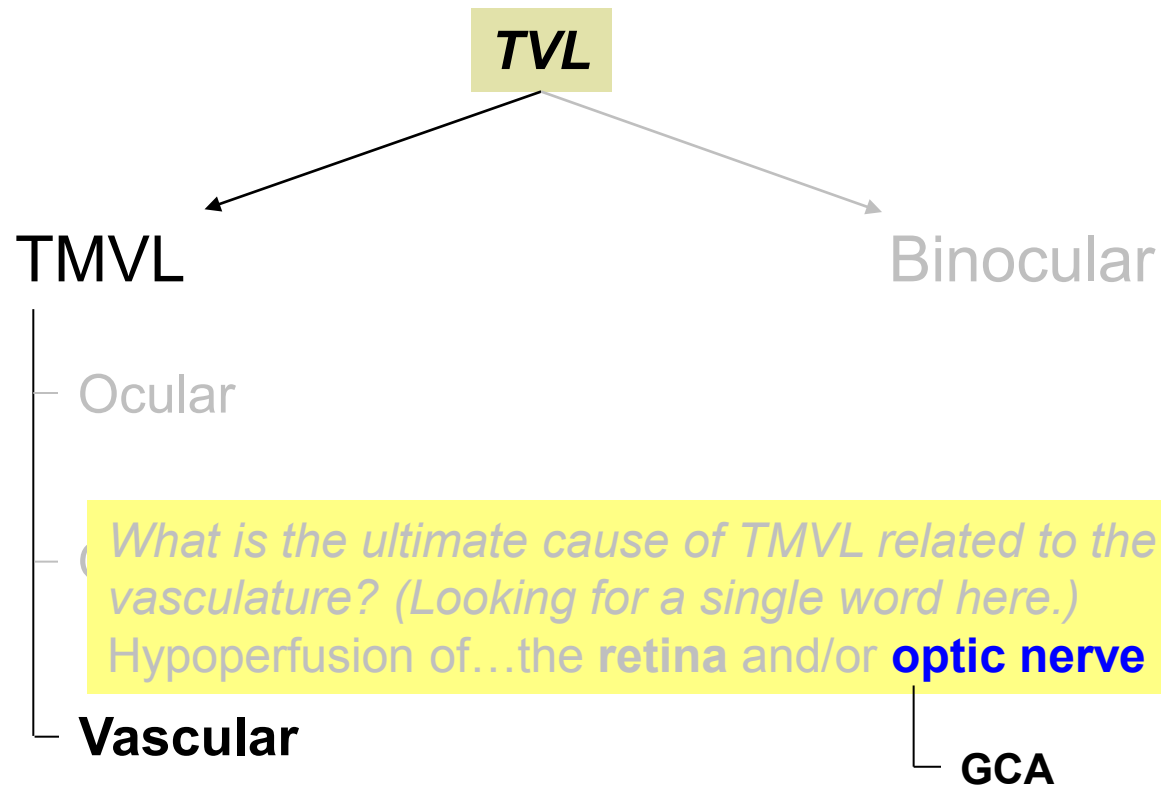 TVL
TMVL
Binocular
Ocular
What is the ultimate cause of TMVL related to the
vasculature? (Looking for a single word here.)
Hypoperfusion of…the retina and/or optic nerve
Vascular
GCA